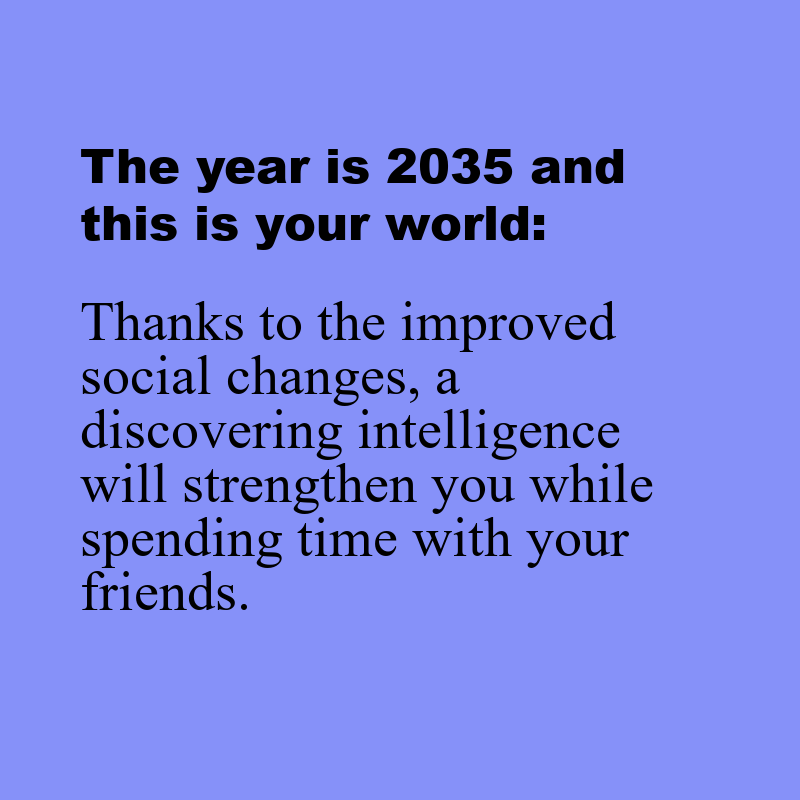 The year is 2035 and
this is your world:
Thanks to the improved
social changes, a
discovering intelligence
will strengthen you while
spending time with your
friends.